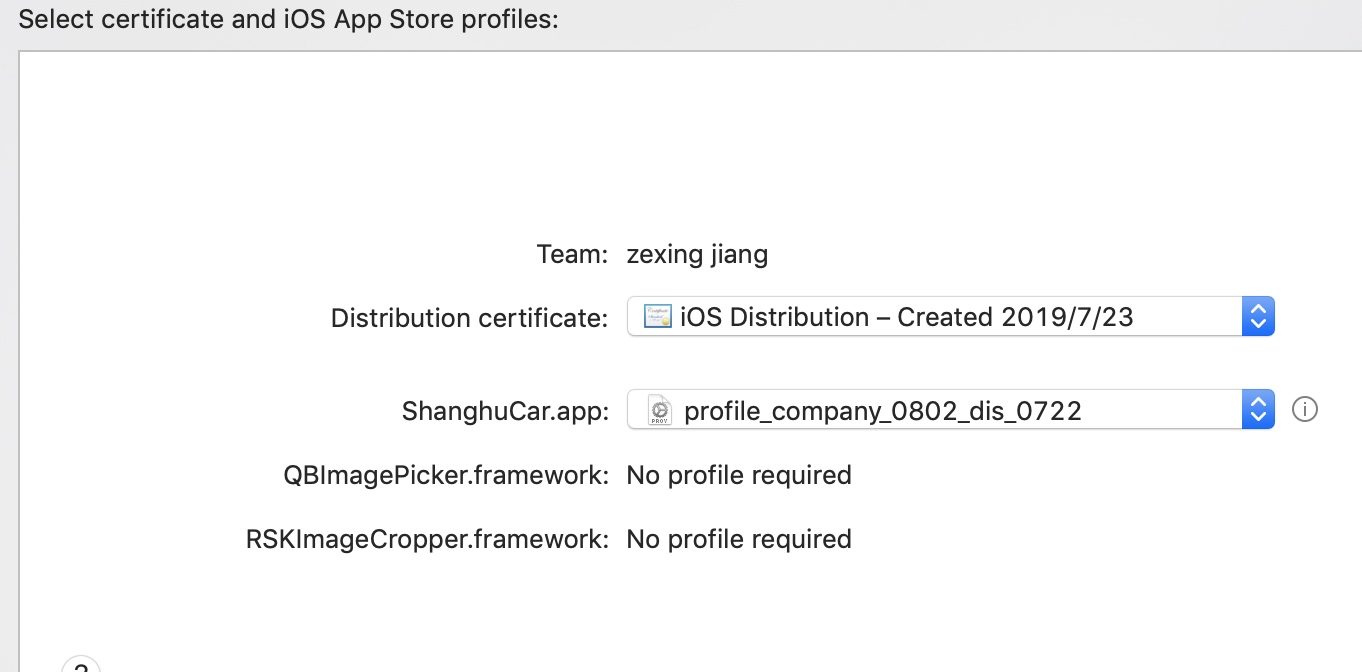 Select certificate and iOS App Store profiles:
Team: zexing jiang
Distribution certificate: iOS Distribution – Created 2019/7/23
ShanghuCar.app: profile_company_0802_dis_0722
QBImagePicker.framework: No profile required
RSKImageCropper.framework: No profile required
?